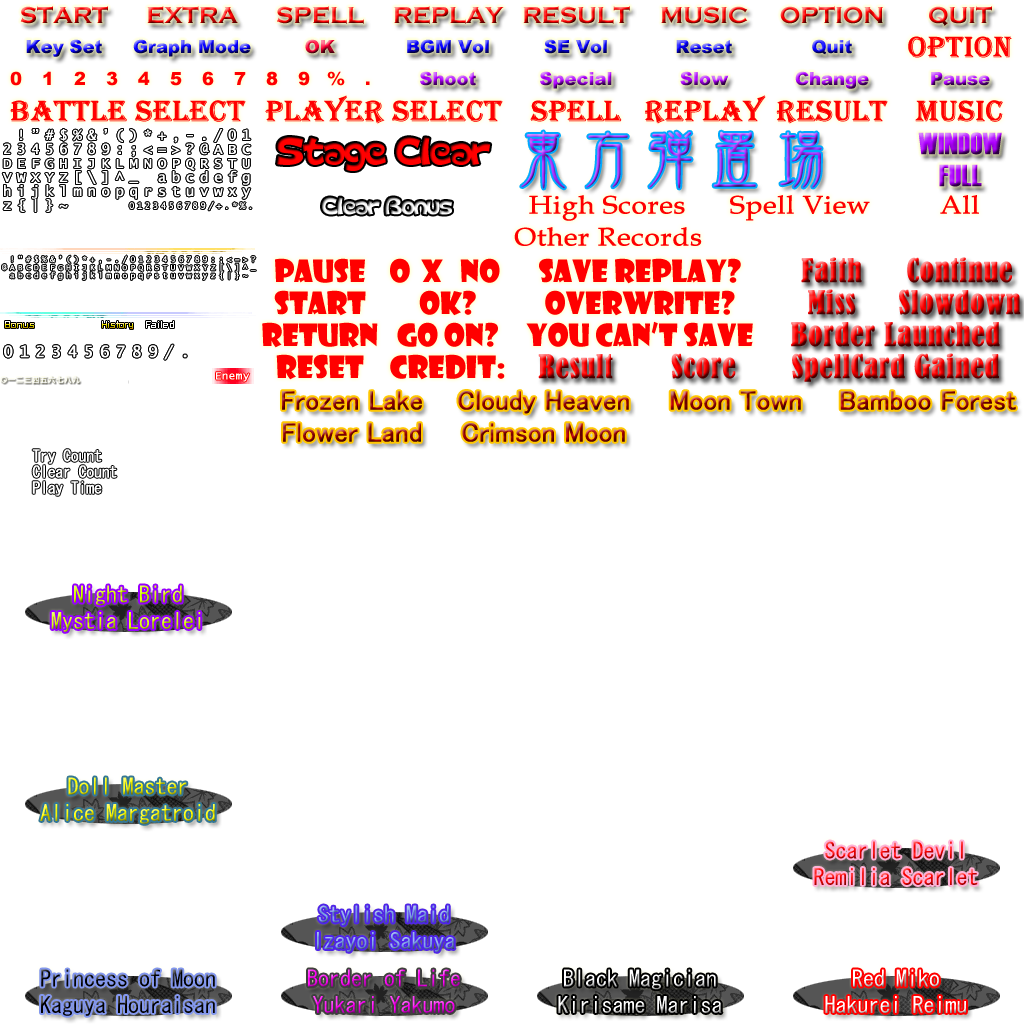 START EXTRA SPELL REPLAY RESULT MUSIC OPTION QUIT
Key Set Graph Mode OK BGM Vol SE Vol Reset Quit OPTION
0 1 2 3 4 5 6 7 8 9 % . Shoot Special Slow Change Pause
BATTLE SELECT PLAYER SELECT SPELL REPLAY RESULT MUSIC
!"#$%&'()*+,-./01
23456789:;<=>?@ABC
DEFGHIJKLMNOPQRSTU
VWXYZ[\]^_ abcdefg
hijklmnopqrstuvwxyz
z{|}~ 0123456789/+.*%.
Stage Clear
Clear Bonus
東方弾置場
WINDOW
FULL
High Scores Spell View All
Other Records
!"#$%&'()*+,-./0123456789:;<=>?
@ABCDEFGHIJKLMNOPQRSTUVWXYZ[\]^_
abcdefghijklmnopqrstuvwxyz{|}~
PAUSE O X NO SAVE REPLAY? Faith Continue
START OK? OVERWRITE? Miss Slowdown
Bonus History Failed
RETURN GO ON? YOU CAN'T SAVE Border Launched
0123456789/.
RESET CREDIT: Result Score SpellCard Gained
〇一二三四五六七八九 Enemy
Frozen Lake Cloudy Heaven Moon Town Bamboo Forest
Flower Land Crimson Moon
Try Count
Clear Count
Play Time
Night Bird
Mystia Lorelei
Doll Master
Alice Margatroid
Scarlet Devil
Remilia Scarlet
Stylish Maid
Izayoi Sakuya
Princess of Moon
Kaguya Houraisan
Border of Life
Yukari Yakumo
Black Magician
Kirisame Marisa
Red Miko
Hakurei Reimu